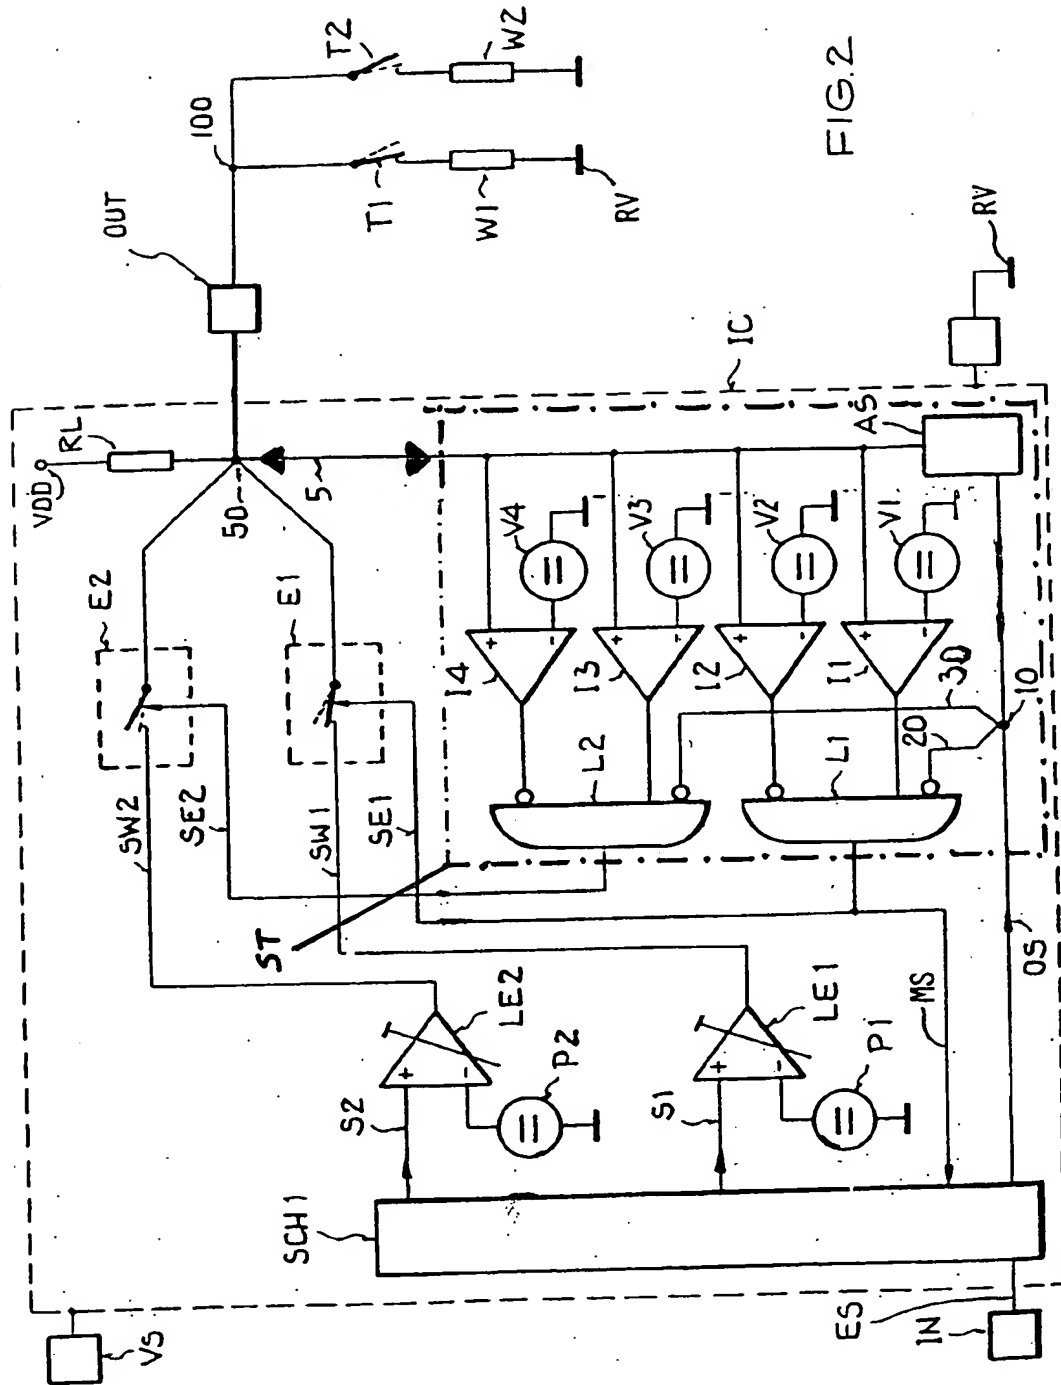 VDD
RL
OUT
100
T2
W2
T1
W1
RV
FIG.2
E2
E1
50
5
SW2
SE2
SW1
SE1
ST
V4
V3
V2
V1
+
-
+
-
+
-
+
-
I4
I3
I2
I1
L2
L1
AS
IC
RV
30
20
10
S2
+
-
LE2
P2
S1
+
-
LE1
P1
MS
OS
SCH1
VS
ES
IN